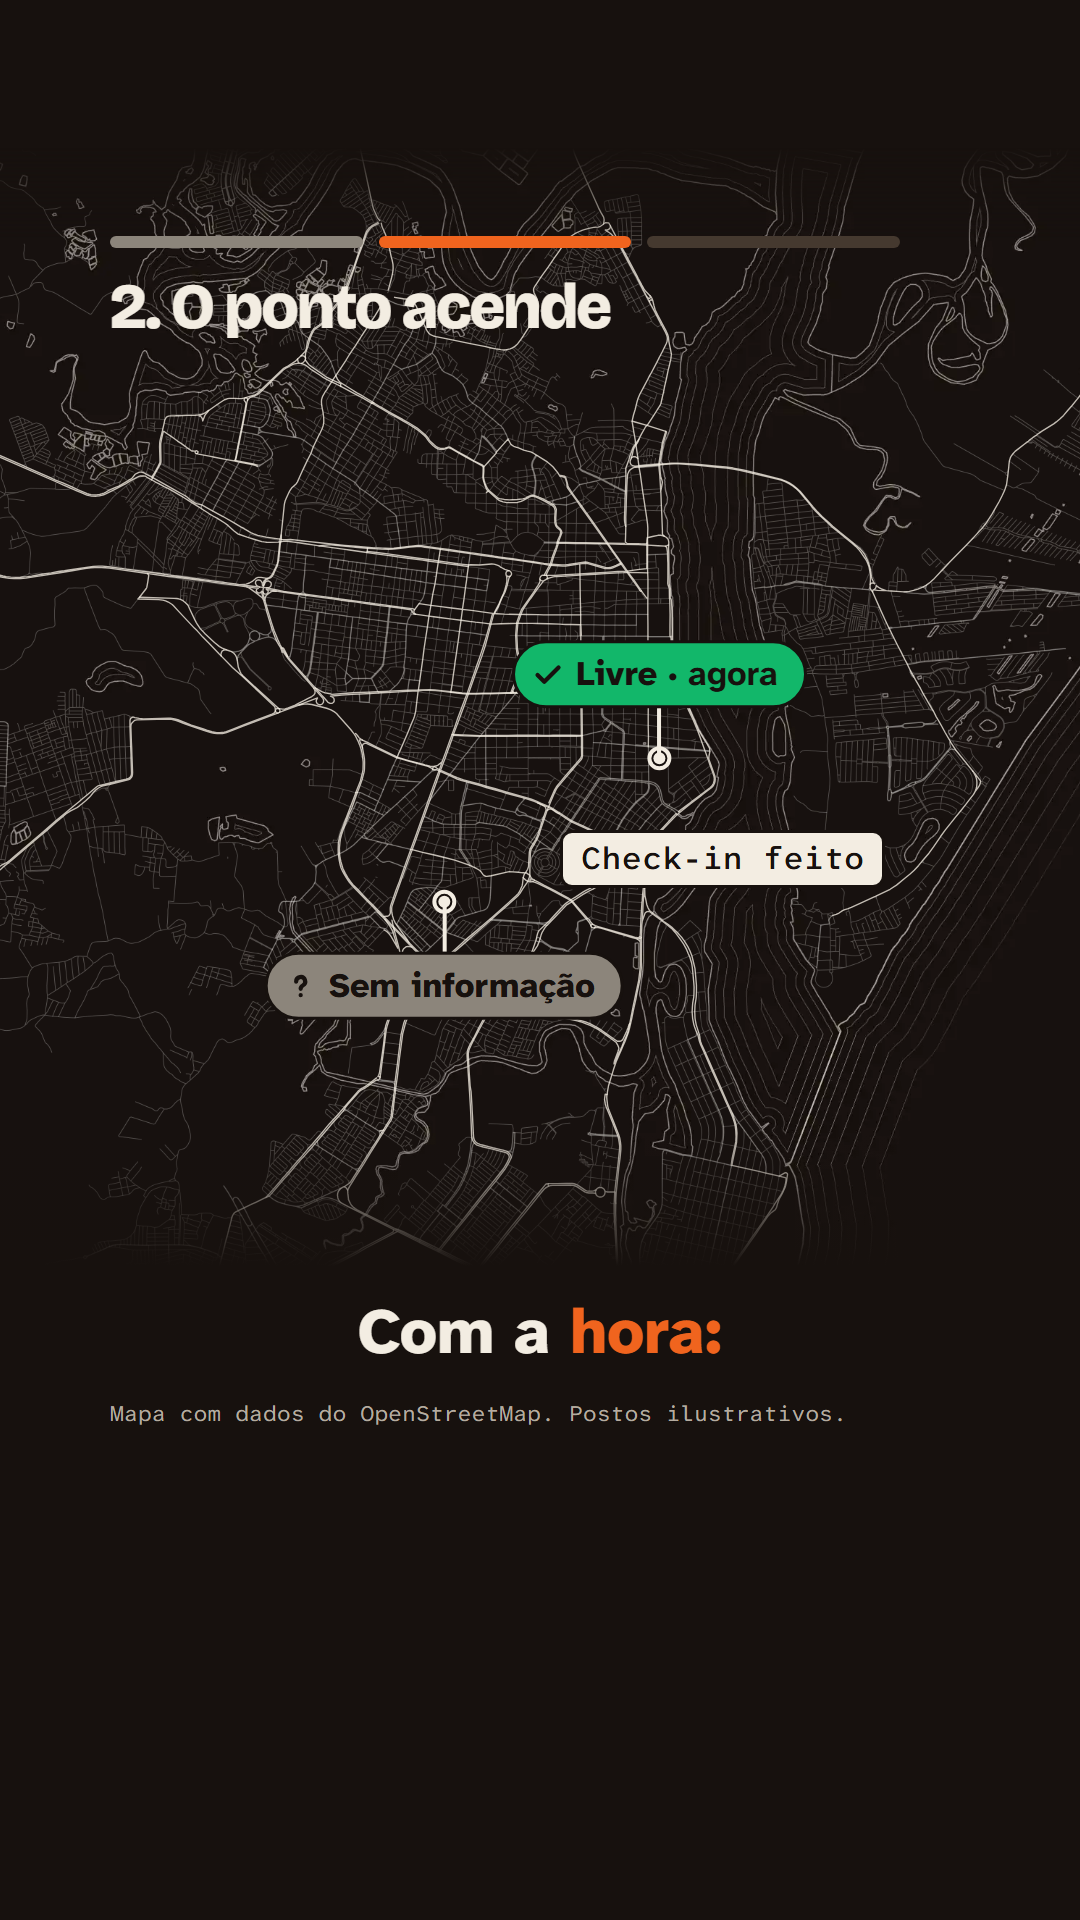 2. O ponto acende
Livre • agora
Check-in feito
? Sem informação
Com a hora:
Mapa com dados do OpenStreetMap. Postos ilustrativos.